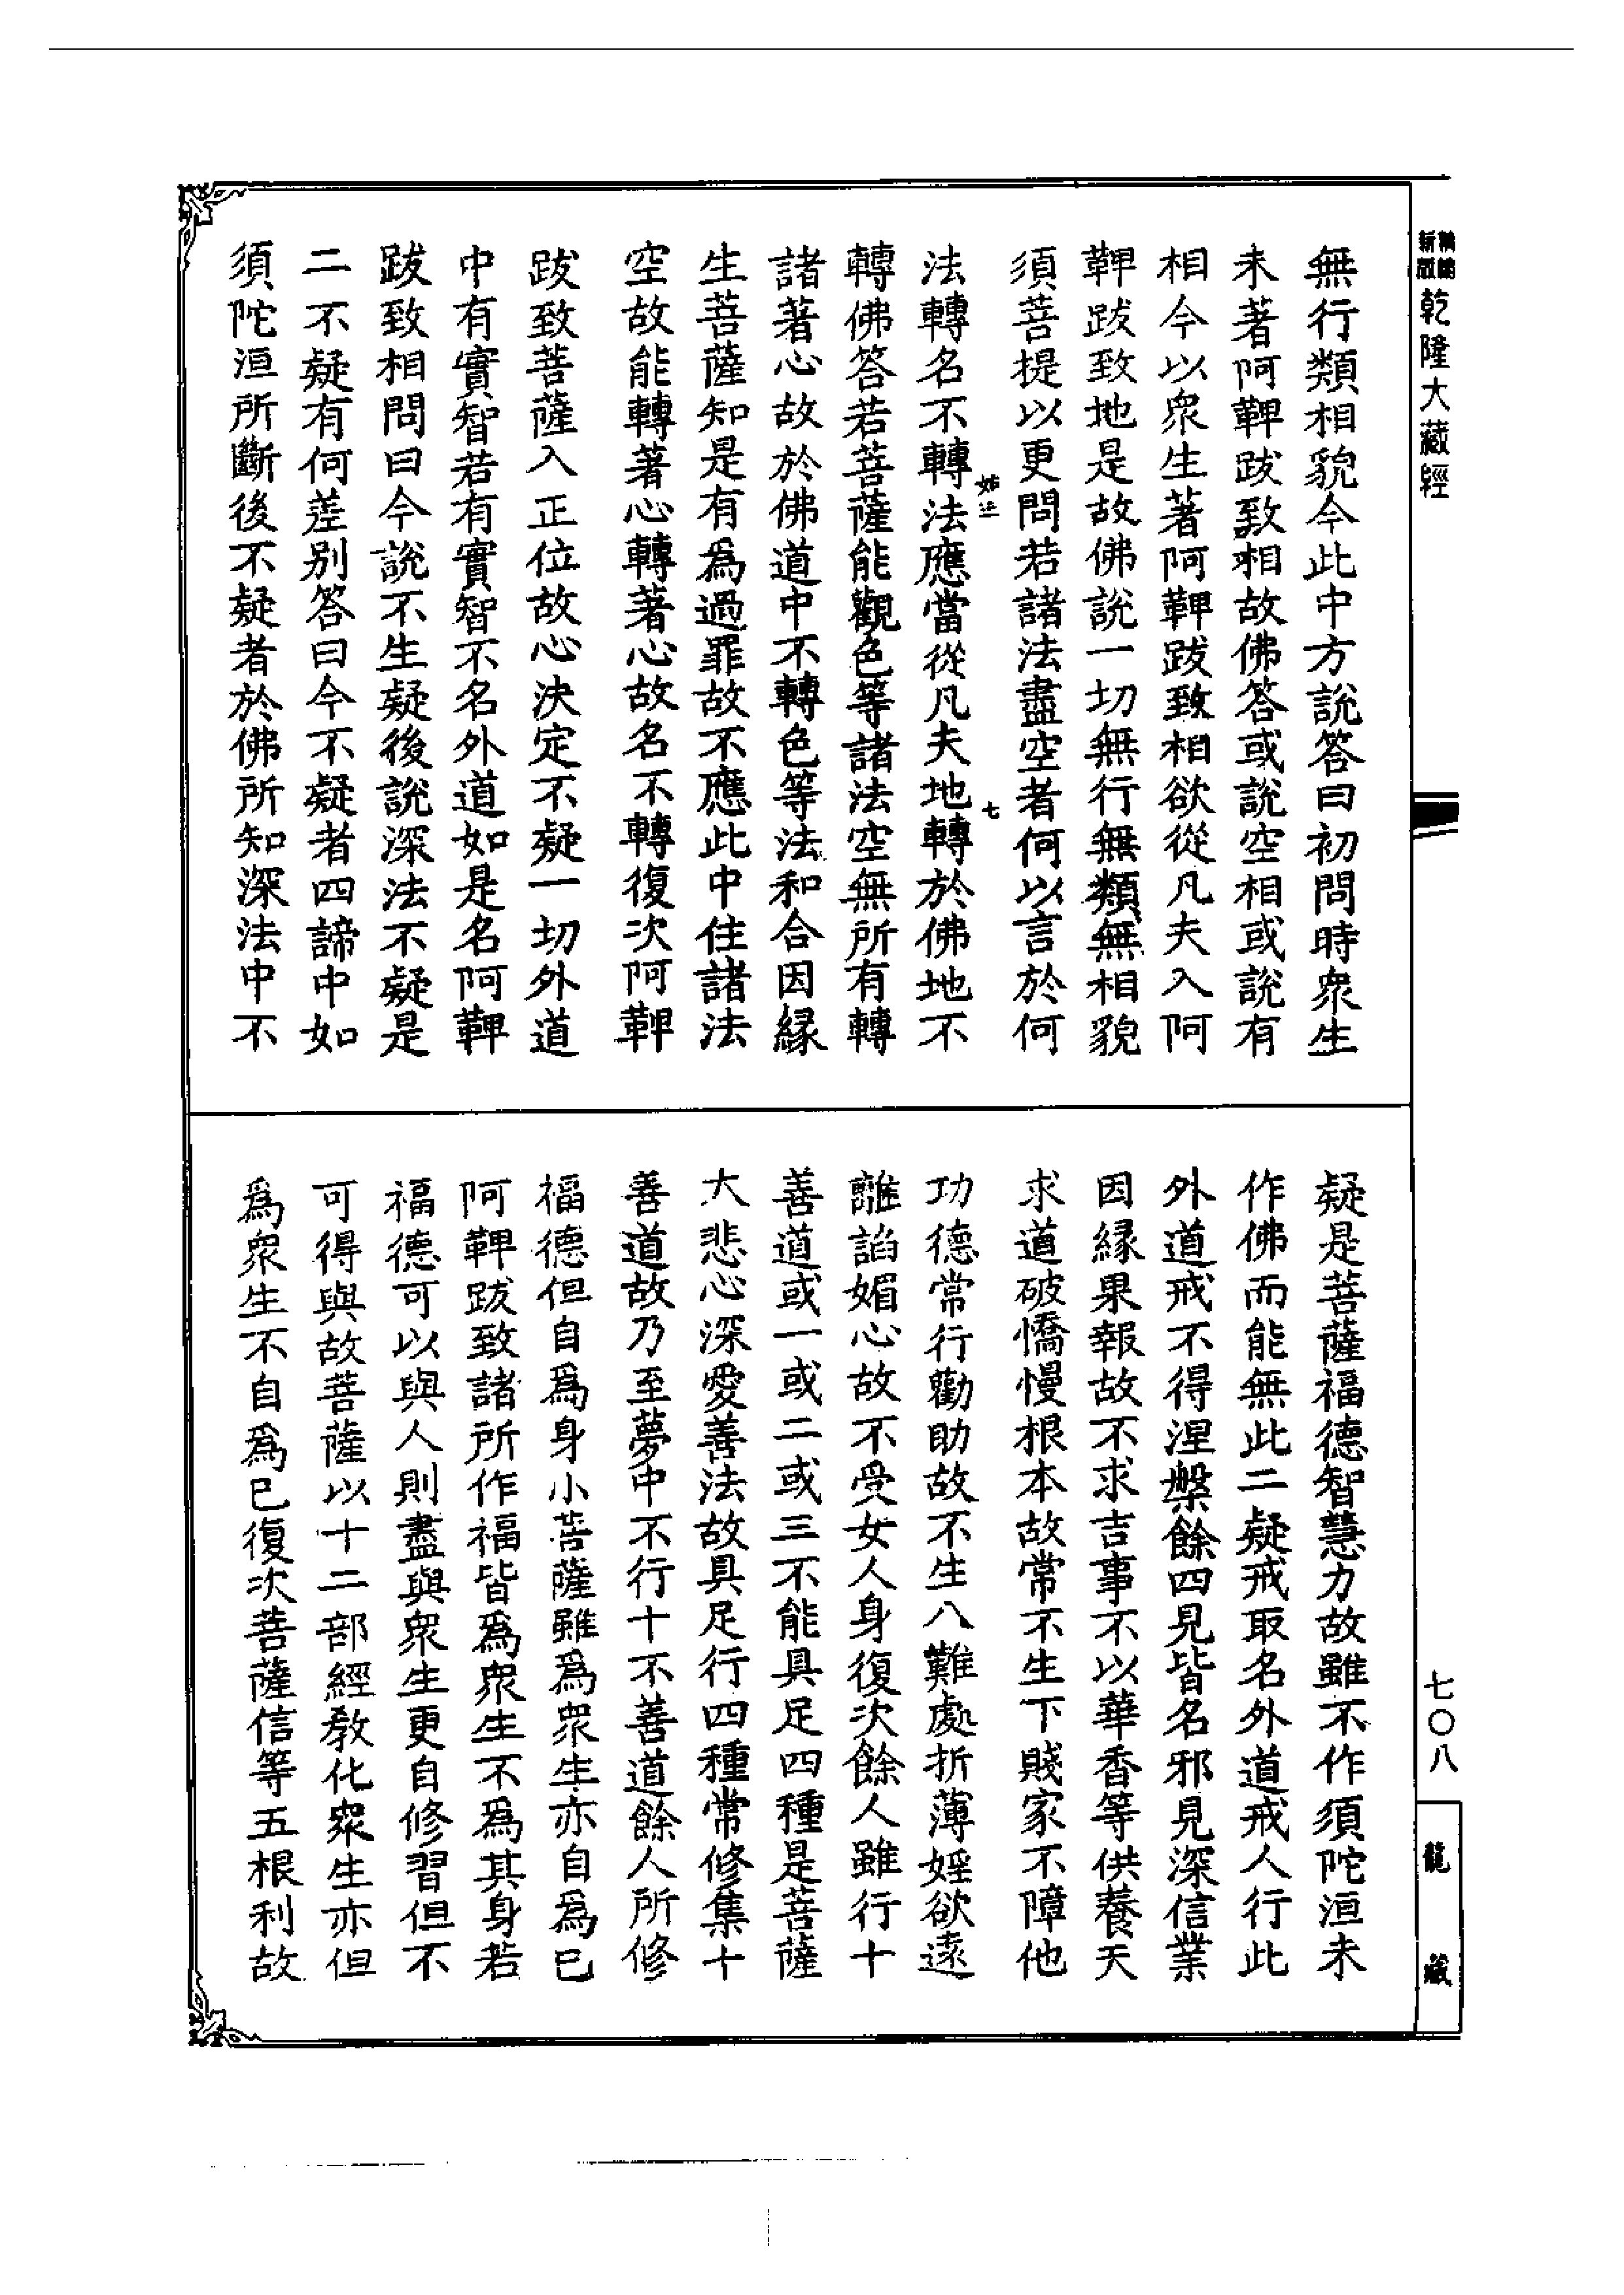 新編縮版
乾隆大藏經
無行類相貌今此中方說答曰初問時衆生
未著阿鞞跋致相故佛答或說空相或說有
相今以衆生著阿鞞跋致相欲從凡夫入阿
鞞跋致地是故佛說一切無行無類無相貌
須菩提以更問若諸法盡空者何以言於何
法轉名不轉法應當從凡夫地轉於佛地不
轉佛答若菩薩能觀色等諸法空無所有轉
諸著心故於佛道中不轉色等法和合因緣
生菩薩知是有爲過罪故不應此中住諸法
空故能轉著心轉著心故名不轉復次阿鞞
跋致菩薩入正位故心決定不疑一切外道
中有實智若有實智不名外道如是名阿鞞
跋致相問曰今說不生疑後說深法不疑是
二不疑有何差別答曰今不疑者四諦中如
須陀洹所斷後不疑者於佛所知深法中不
疑是菩薩福德智慧力故雖不作須陀洹未
作佛而能無此二疑戒取名外道戒人行此
外道戒不得涅槃餘四見皆名邪見深信業
因緣果報故不求吉事不以華香等供養天
求道破憍慢根本故常不生下賤家不障他
功德常行勸助故不生八難處折薄婬欲遠
離諂媚心故不受女人身復次餘人雖行十
善道或一或二或三不能具足四種是菩薩
大悲心深愛善法故具足行四種常修集十
善道故乃至夢中不行十不善道餘人所修
福德但自爲身小菩薩雖爲衆生亦自爲已
阿鞞跋致諸所作福皆爲衆生不爲其身若
福德可以與人則盡與衆生更自修習但不
可得與故菩薩以十二部經教化衆生亦但
爲衆生不自爲已復次菩薩信等五根利故
七
七〇八
龍藏